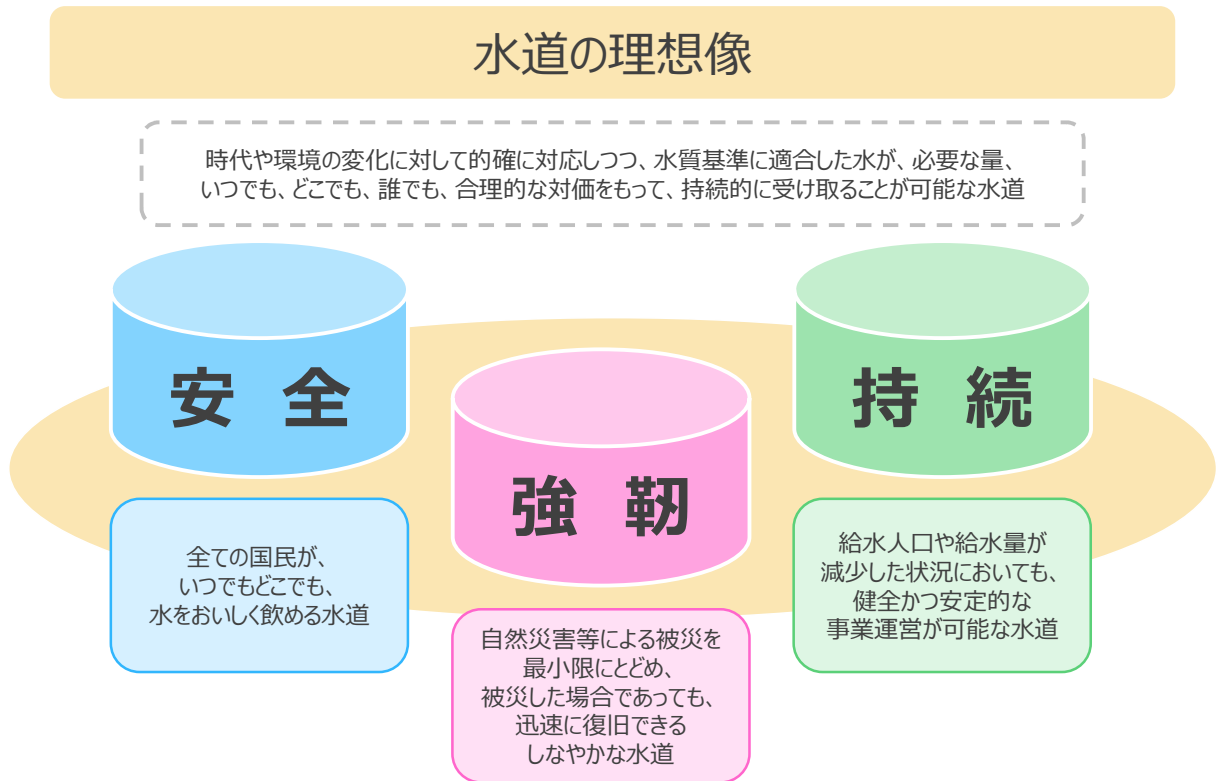 水道の理想像
時代や環境の変化に対して的確に対応しつつ、水質基準に適合した水が、必要な量、
いつでも、どこでも、誰でも、合理的な対価をもって、持続的に受け取ることが可能な水道
安 全
全ての国民が、
いつでもどこでも、
水をおいしく飲める水道
強 靭
自然災害等による被災を
最小限にとどめ、
被災した場合であっても、
迅速に復旧できる
しなやかな水道
持 続
給水人口や給水量が
減少した状況においても、
健全かつ安定的な
事業運営が可能な水道